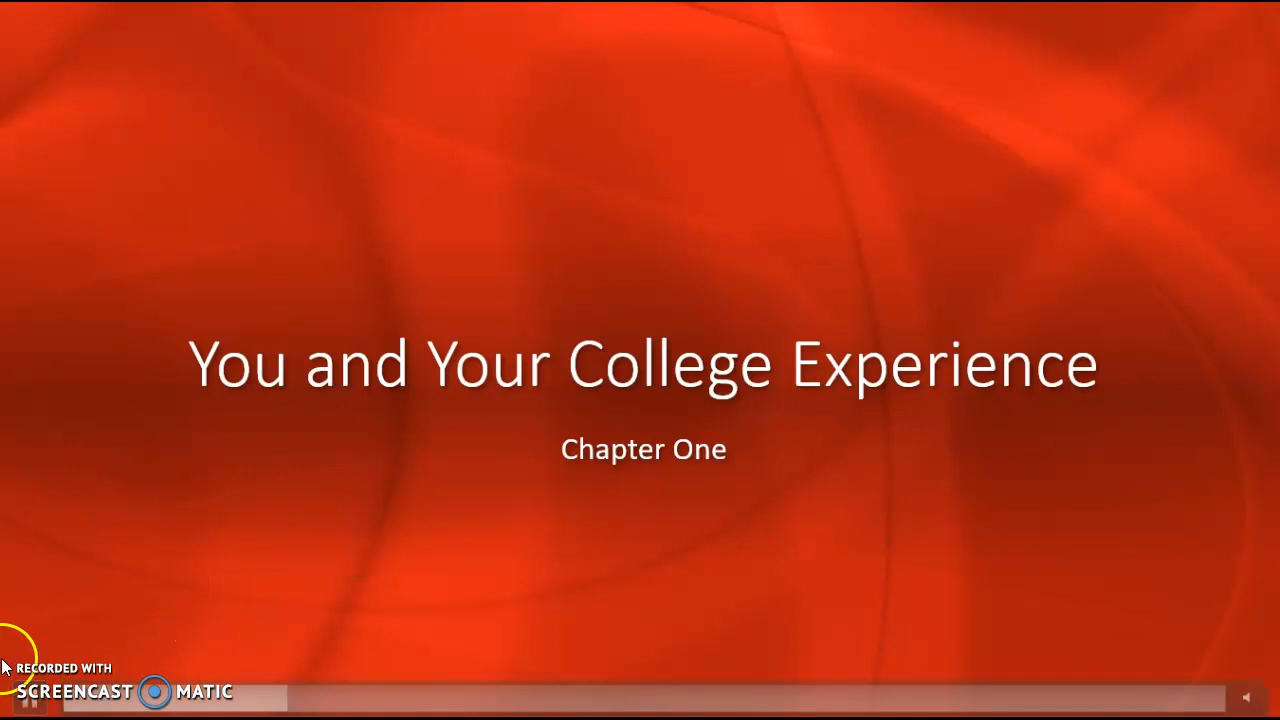 You and Your College Experience
Chapter One
RECORDED WITH
SCREENCAST MATIC